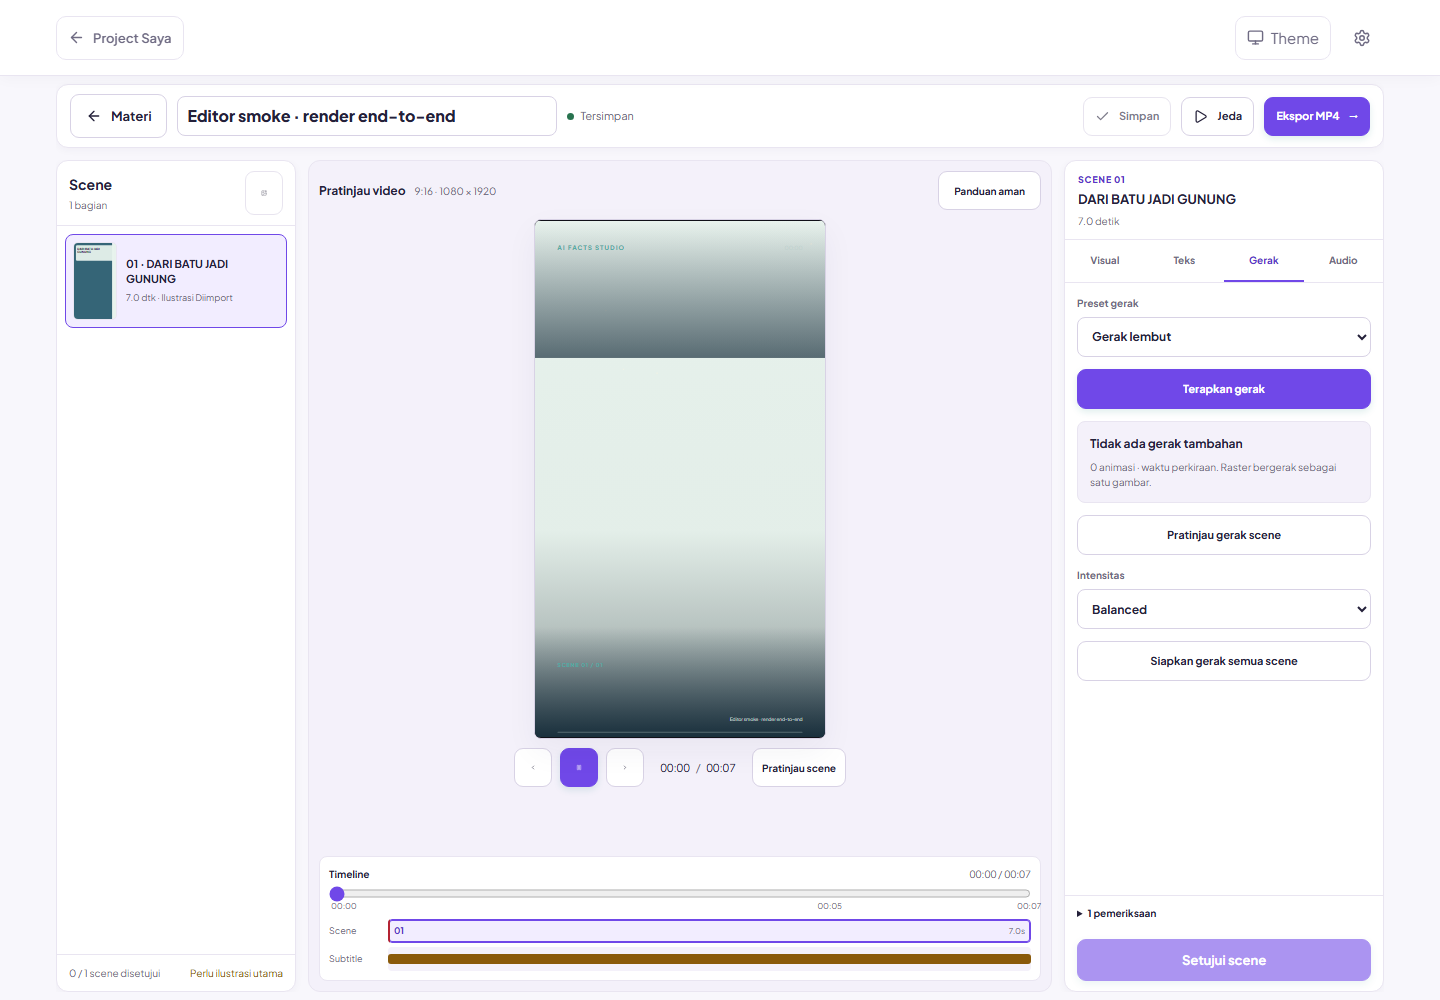 Project Saya
Theme
Materi
Editor smoke · render end-to-end
Tersimpan
Simpan
Jeda
Ekspor MP4 →
Scene
1 bagian
01 · DARI BATU JADI
GUNUNG
7.0 dtk · Ilustrasi Diimport
0 / 1 scene disetujui
Perlu ilustrasi utama
Pratinjau video
9:16 · 1080 × 1920
Panduan aman
AI FACTS STUDIO
SCENE 01 / 01
Editor smoke · render end-to-end
00:00 / 00:07
Pratinjau scene
Timeline
00:00 / 00:07
00:00
00:05
00:07
Scene
01
7.0s
Subtitle
SCENE 01
DARI BATU JADI GUNUNG
7.0 detik
Visual
Teks
Gerak
Audio
Preset gerak
Gerak lembut
Terapkan gerak
Tidak ada gerak tambahan
0 animasi · waktu perkiraan. Raster bergerak sebagai
satu gambar.
Pratinjau gerak scene
Intensitas
Balanced
Siapkan gerak semua scene
1 pemeriksaan
Setujui scene